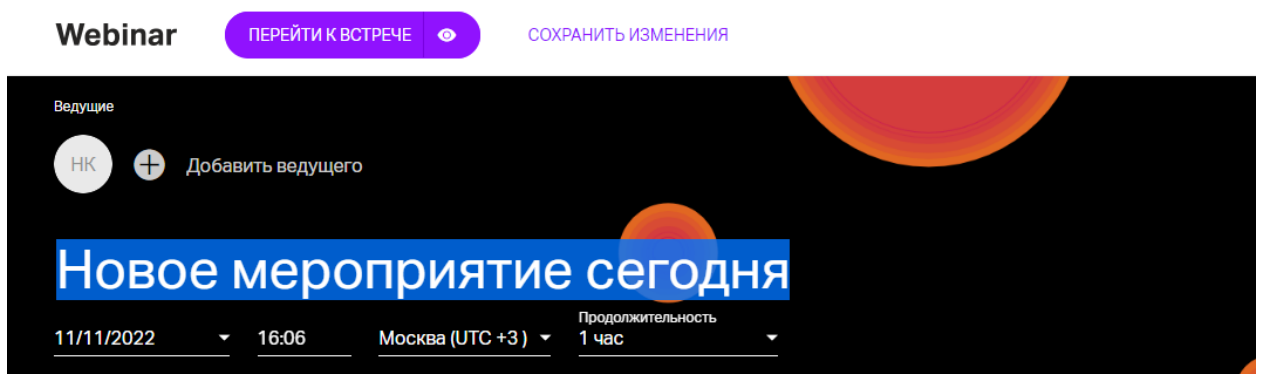 Webinar ПЕРЕЙТИ К ВСТРЕЧЕ СОХРАНИТЬ ИЗМЕНЕНИЯ
Ведущие
НК Добавить ведущего
Новое мероприятие сегодня
Продолжительность
11/11/2022 16:06 Москва (UTC +3 ) 1 час